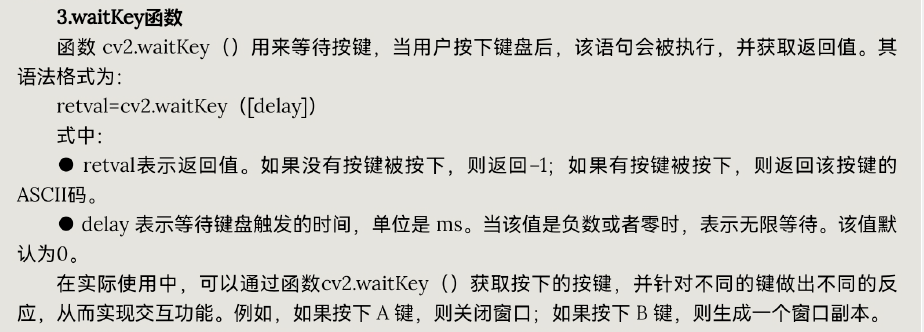 3.waitKey函数
函数 cv2.waitKey（）用来等待按键，当用户按下键盘后，该语句会被执行，并获取返回值。其
语法格式为：
retval=cv2.waitKey（[delay]）
式中：
● retval表示返回值。如果没有按键被按下，则返回−1；如果有按键被按下，则返回该按键的
ASCII码。
● delay 表示等待键盘触发的时间，单位是 ms。当该值是负数或者零时，表示无限等待。该值默
认为0。
在实际使用中，可以通过函数cv2.waitKey（）获取按下的按键，并针对不同的键做出不同的反
应，从而实现交互功能。例如，如果按下 A 键，则关闭窗口；如果按下 B 键，则生成一个窗口副本。